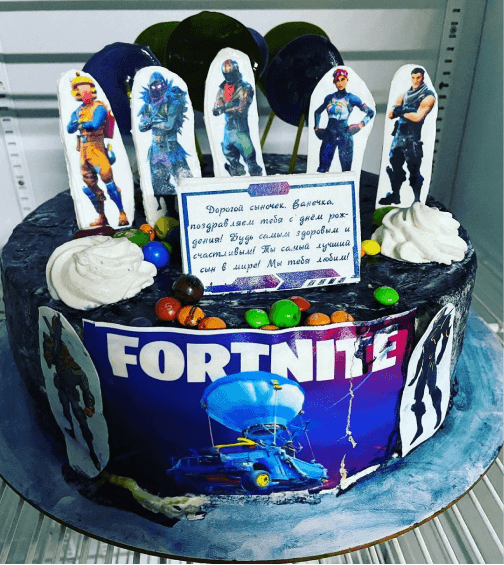 Дорогой сыночек, Ванечка,
поздравляем тебя с днём рож-
дения! Будь самым здоровым и
счастливым! Ты самый лучший
сын в мире! Мы тебя любим!
FORTNITE